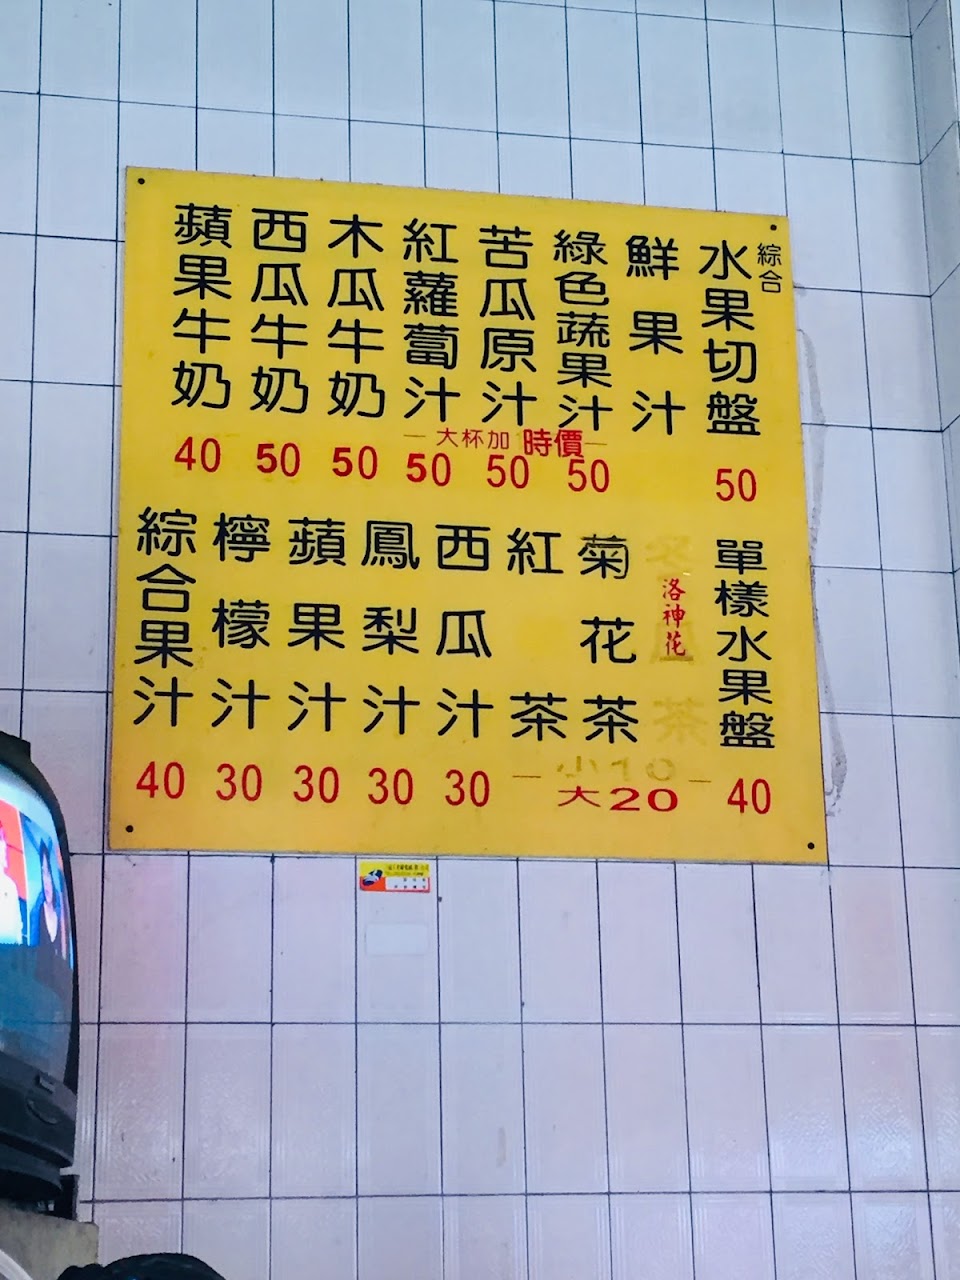 綜合
水果切盤
50
鮮果汁
綠色蔬果汁
50
苦瓜原汁
50
紅蘿蔔汁
50
木瓜牛奶
50
西瓜牛奶
50
蘋果牛奶
40
大杯加 時價
單樣水果盤
40
洛神花
茶
菊花茶
紅茶
小10
大20
西瓜汁
30
鳳梨汁
30
蘋果汁
30
檸檬汁
30
綜合果汁
40